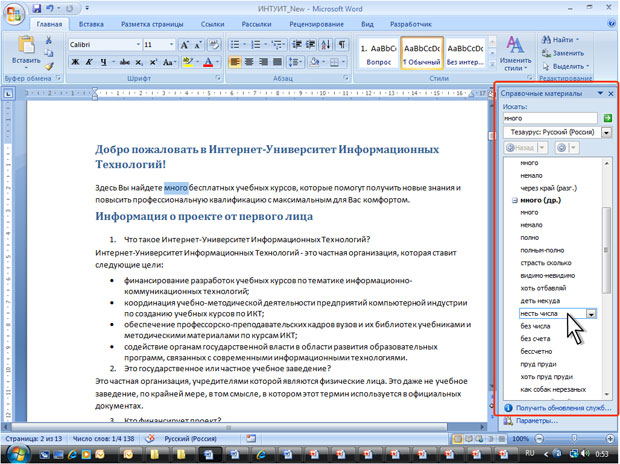 ИНТУИТ_New - Microsoft Word
Главная Вставка Разметка страницы Ссылки Рассылки Рецензирование Вид Разработчик
Вставить
Calibri 11
AaBbCc AaBbCcDc AaBbCc
1. Вопрос ¶ Обычный Без интер...
Изменить стили
Найти
Заменить
Выделить
Буфер обмена Шрифт Абзац Стили Редактирование
Добро пожаловать в Интернет-Университет Информационных
Технологий!
Здесь Вы найдете много бесплатных учебных курсов, которые помогут получить новые знания и
повысить профессиональную квалификацию с максимальным для Вас комфортом.
Информация о проекте от первого лица
1. Что такое Интернет-Университет Информационных Технологий?
Интернет-Университет Информационных Технологий - это частная организация, которая ставит
следующие цели:
• финансирование разработок учебных курсов по тематике информационно-
коммуникационных технологий;
• координация учебно-методической деятельности предприятий компьютерной индустрии
по созданию учебных курсов по ИКТ;
• обеспечение профессорско-преподавательских кадров вузов и их библиотек учебниками и
методическими материалами по курсам ИКТ;
• содействие органам государственной власти в области развития образовательных
программ, связанных с современными информационными технологиями.
2. Это государственное или частное учебное заведение?
Это частная организация, учредителями которой являются физические лица. Это даже не учебное
заведение, по крайней мере, в том смысле, в котором этот термин используется в официальных
документах.
3. Кто финансирует проект?
Справочные материалы
Искать:
много
Тезаурус: Русский (Россия)
Назад
много
немало
через край (разг.)
много (др.)
много
немало
полно
полным-полно
страсть сколько
видимо-невидимо
хоть отбавляй
деть некуда
несть числа
без числа
без счета
бессчетно
пруд пруди
хоть пруд пруди
как собак нерезаных
Получить обновления служб...
Параметры...
Страница: 2 из 13 Число слов: 1/4 138 Русский (Россия) 100%
RU 0:53